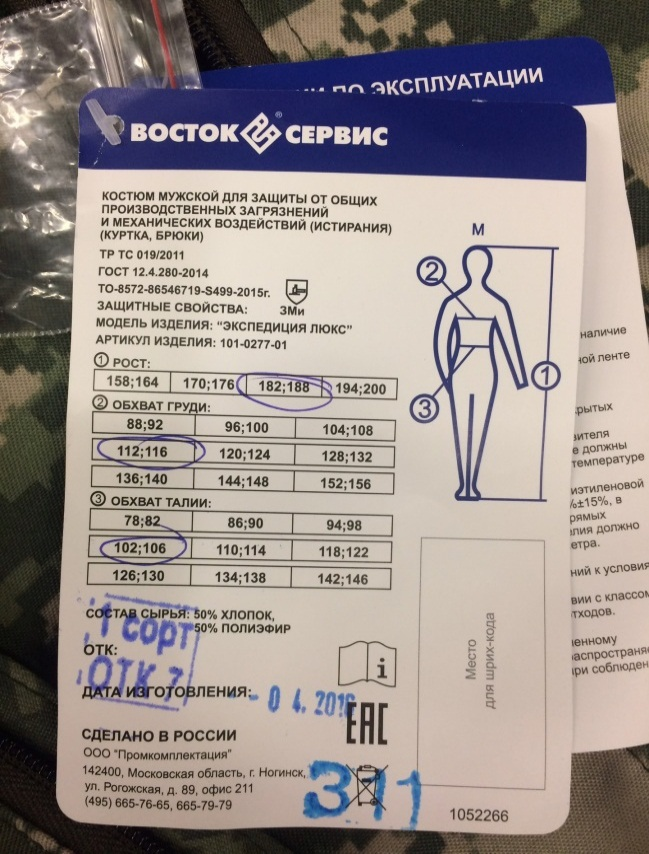 ПО ЭКСПЛУАТАЦИИ
ВОСТОК СЕРВИС
КОСТЮМ МУЖСКОЙ ДЛЯ ЗАЩИТЫ ОТ ОБЩИХ
ПРОИЗВОДСТВЕННЫХ ЗАГРЯЗНЕНИЙ
И МЕХАНИЧЕСКИХ ВОЗДЕЙСТВИЙ (ИСТИРАНИЯ)
(КУРТКА, БРЮКИ)
ТР ТС 019/2011
ГОСТ 12.4.280-2014
ТО-8572-86546719-S499-2015г.
ЗАЩИТНЫЕ СВОЙСТВА: ЗМи
МОДЕЛЬ ИЗДЕЛИЯ: "ЭКСПЕДИЦИЯ ЛЮКС"
АРТИКУЛ ИЗДЕЛИЯ: 101-0277-01
1 РОСТ:
158;164 170;176 182;188 194;200
2 ОБХВАТ ГРУДИ:
88;92 96;100 104;108
112;116 120;124 128;132
136;140 144;148 152;156
3 ОБХВАТ ТАЛИИ:
78;82 86;90 94;98
102;106 110;114 118;122
126;130 134;138 142;146
М
2
1
3
СОСТАВ СЫРЬЯ: 50% ХЛОПОК,
50% ПОЛИЭФИР
1 сорт
ОТК:
ОТК 7
ДАТА ИЗГОТОВЛЕНИЯ: 04.2016
i
EAC
СДЕЛАНО В РОССИИ
ООО "Промкомплектация"
142400, Московская область, г. Ногинск,
ул. Рогожская, д. 89, офис 211
(495) 665-76-65, 665-79-79
311
Место
для шрих-кода
1052266
наличие
ной ленте
рытых
вителя
е должны
температуре
иэтиленовой
%±15%, в
рямых
лия должно
етра.
ний к условия
вии с классом
тходов.
ленному
аспространяе
ри соблюден